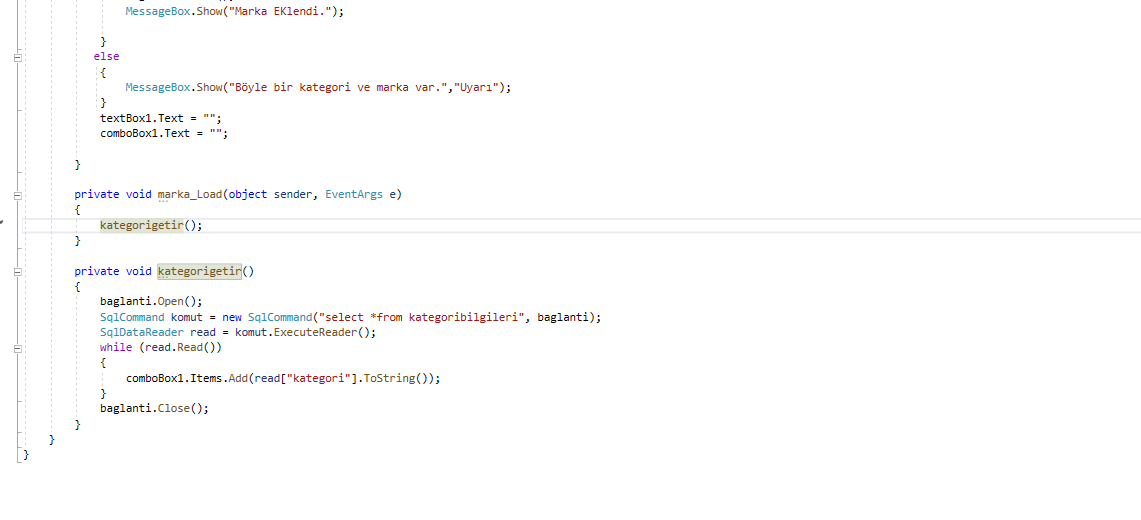 MessageBox.Show("Marka EKlendi.");
}
else
{
MessageBox.Show("Böyle bir kategori ve marka var.","Uyarı");
}
textBox1.Text = "";
comboBox1.Text = "";
}
private void marka_Load(object sender, EventArgs e)
{
kategorigetir();
}
private void kategorigetir()
{
baglanti.Open();
SqlCommand komut = new SqlCommand("select *from kategoribilgileri", baglanti);
SqlDataReader read = komut.ExecuteReader();
while (read.Read())
{
comboBox1.Items.Add(read["kategori"].ToString());
}
baglanti.Close();
}
}
}